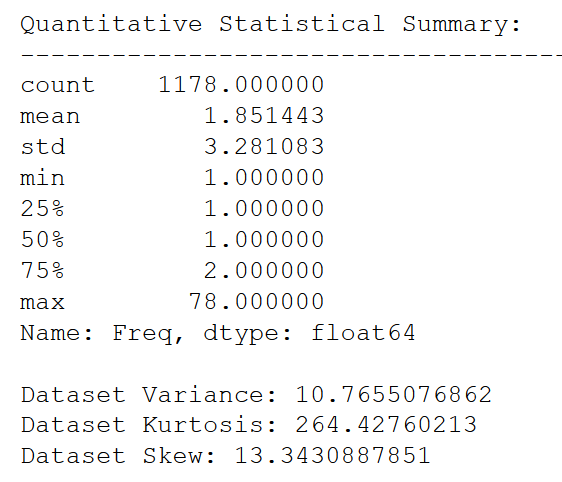 Quantitative Statistical Summary:
------------------------------------
count    1178.000000
mean        1.851443
std         3.281083
min         1.000000
25%         1.000000
50%         1.000000
75%         2.000000
max        78.000000
Name: Freq, dtype: float64

Dataset Variance: 10.7655076862
Dataset Kurtosis: 264.42760213
Dataset Skew: 13.3430887851